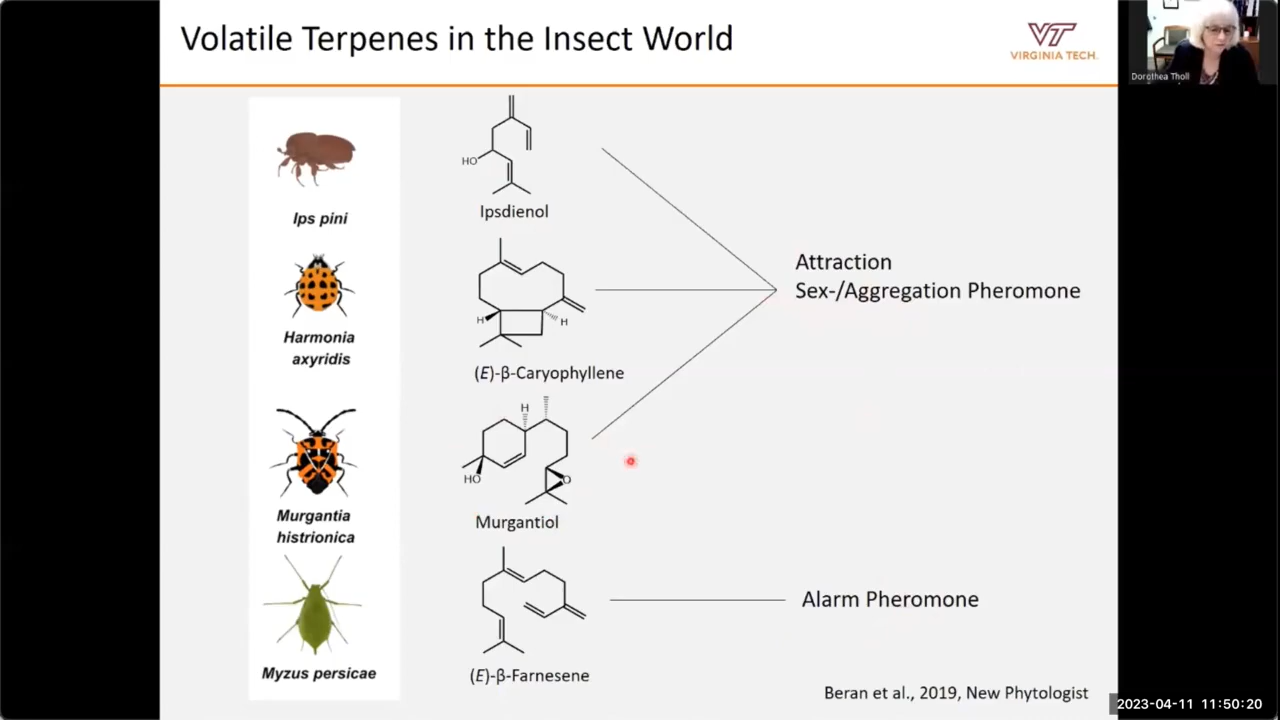 Volatile Terpenes in the Insect World
VT
VIRGINIA TECH.
Dorothea Tholl
Ips pini
HO
Ipsdienol
Harmonia
axyridis
H
H
(E)-β-Caryophyllene
Attraction
Sex-/Aggregation Pheromone
Murgantia
histrionica
H
HO
O
Murgantiol
Myzus persicae
(E)-β-Farnesene
Alarm Pheromone
Beran et al., 2019, New Phytologist
2023-04-11 11:50:20